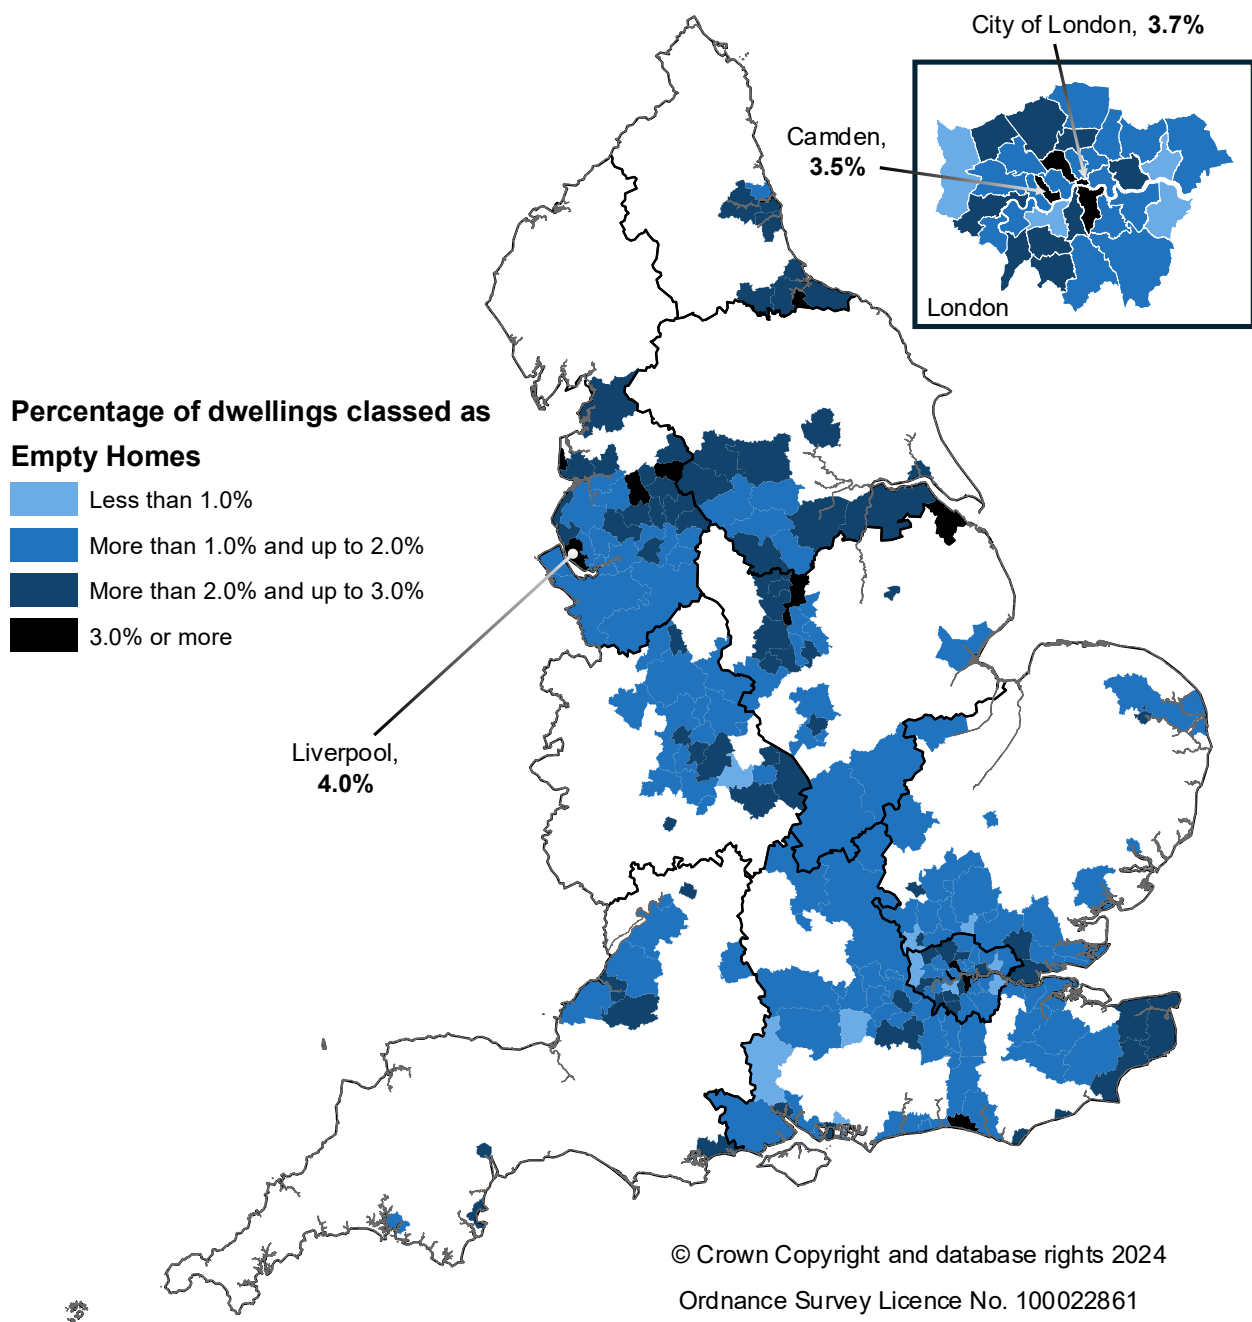 City of London, 3.7%
Camden,
3.5%
London
Percentage of dwellings classed as
Empty Homes
Less than 1.0%
More than 1.0% and up to 2.0%
More than 2.0% and up to 3.0%
3.0% or more
Liverpool,
4.0%
© Crown Copyright and database rights 2024
Ordnance Survey Licence No. 100022861